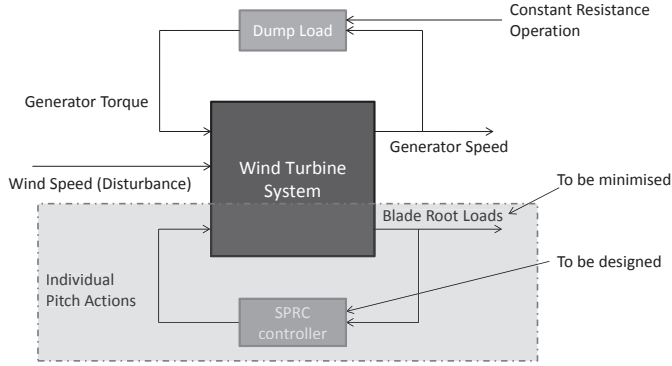 Constant Resistance
Operation
Dump Load
Generator Torque
Generator Speed
Wind Turbine
System
Wind Speed (Disturbance)
To be minimised
Blade Root Loads
To be designed
Individual
Pitch Actions
SPRC
controller